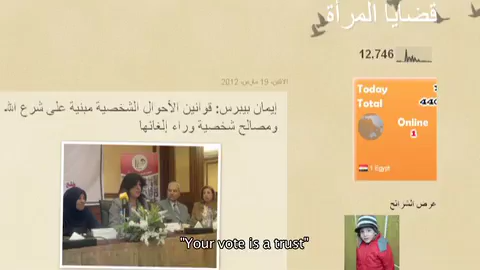 قضايا المرأة
12,746
الاثنين، 19 مارس، 2012
إيمان بيبرس: قوانين الأحوال الشخصية مبنية على شرع الله
ومصالح شخصية وراء إلغائها
Today
Total
Online
1
1 Egypt
عرض الشرائح
"Your vote is a trust"